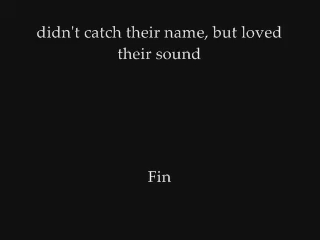 didn't catch their name, but loved
their sound
Fin